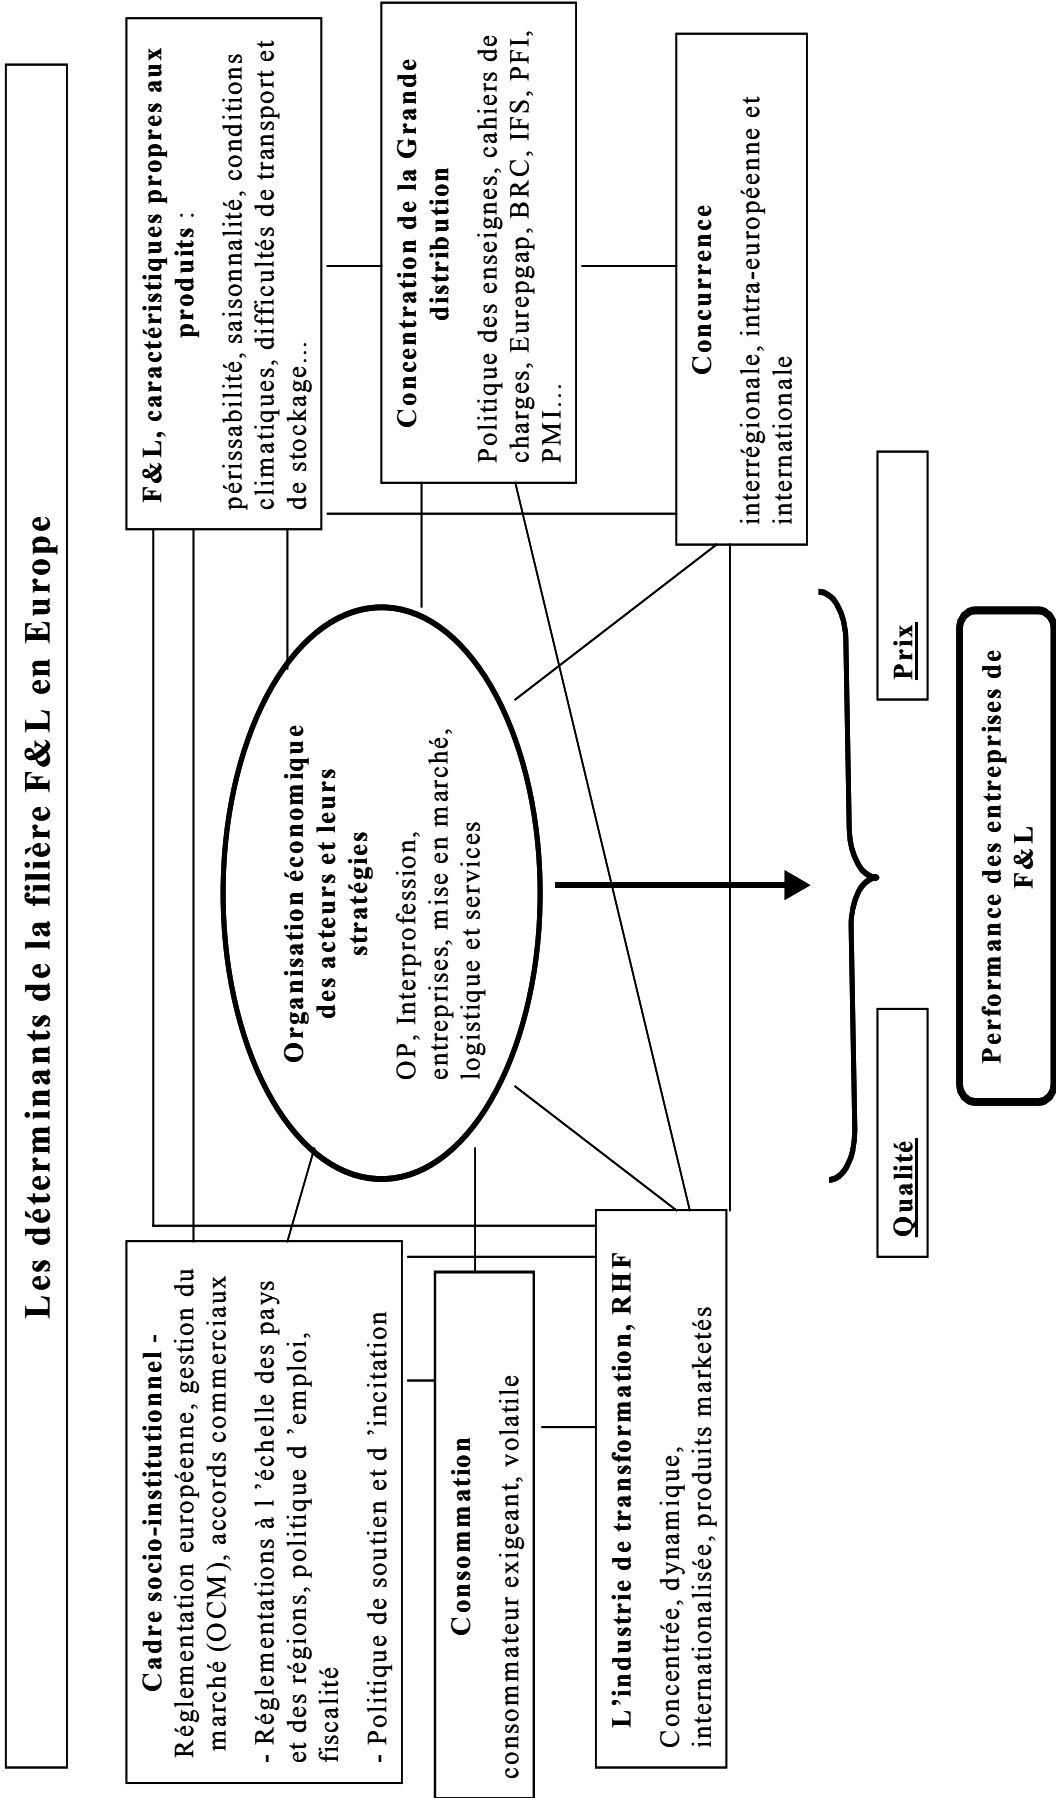 Les déterminants de la filière F&L en Europe
Cadre socio-institutionnel -
Réglementation européenne, gestion du
marché (OCM), accords commerciaux
- Réglementations à l ’échelle des pays
et des régions, politique d ’emploi,
fiscalité
- Politique de soutien et d ’incitation
Consommation
consommateur exigeant, volatile
L’industrie de transformation, RHF
Concentrée, dynamique,
internationalisée, produits marketés
Organisation économique
des acteurs et leurs
stratégies
OP, Interprofession,
entreprises, mise en marché,
logistique et services
F&L, caractéristiques propres aux
produits :
périssabilité, saisonnalité, conditions
climatiques, difficultés de transport et
de stockage...
Concentration de la Grande
distribution
Politique des enseignes, cahiers de
charges, Eurepgap, BRC, IFS, PFI,
PMI...
Concurrence
interrégionale, intra-européenne et
internationale
Qualité
Prix
Performance des entreprises de
F&L